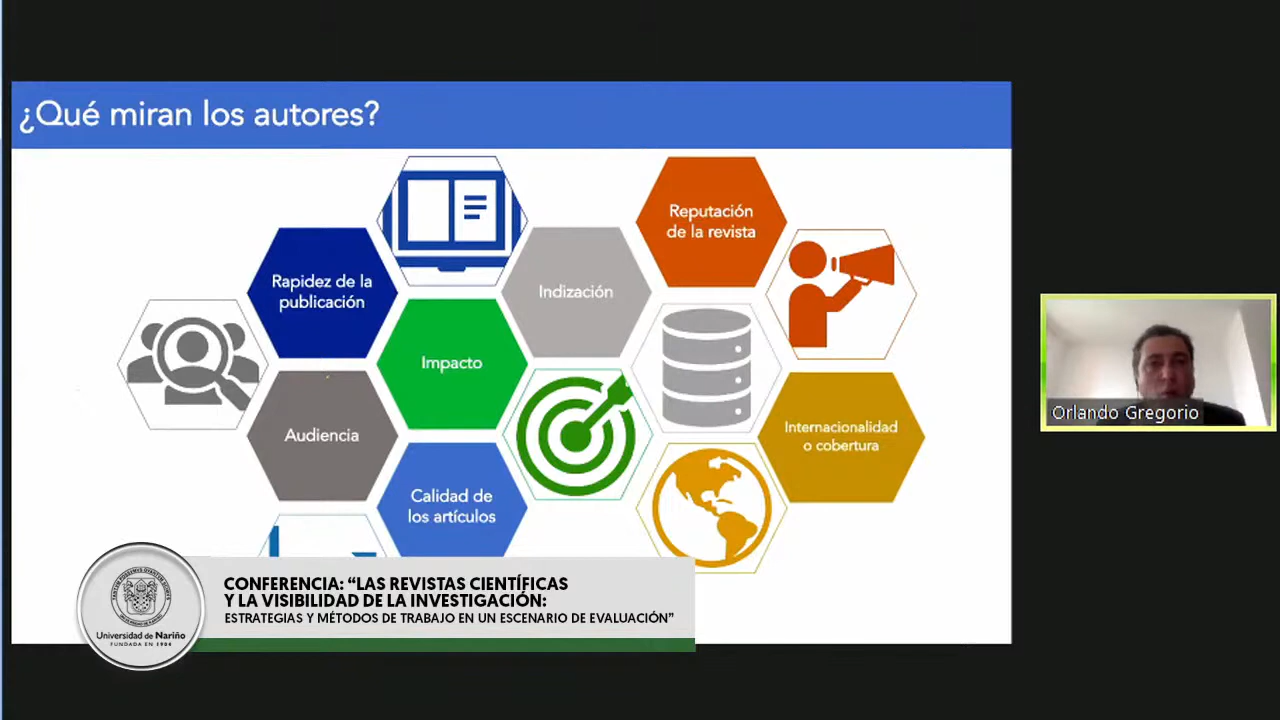 ¿Qué miran los autores?
Reputación
de la revista
Rapidez de la
publicación
Indización
Impacto
Internacionalidad
o cobertura
Audiencia
Calidad de
los artículos
Orlando Gregorio
CONFERENCIA: “LAS REVISTAS CIENTÍFICAS
Y LA VISIBILIDAD DE LA INVESTIGACIÓN:
ESTRATEGIAS Y MÉTODOS DE TRABAJO EN UN ESCENARIO DE EVALUACIÓN”
Universidad de Nariño
FUNDADA EN 1904